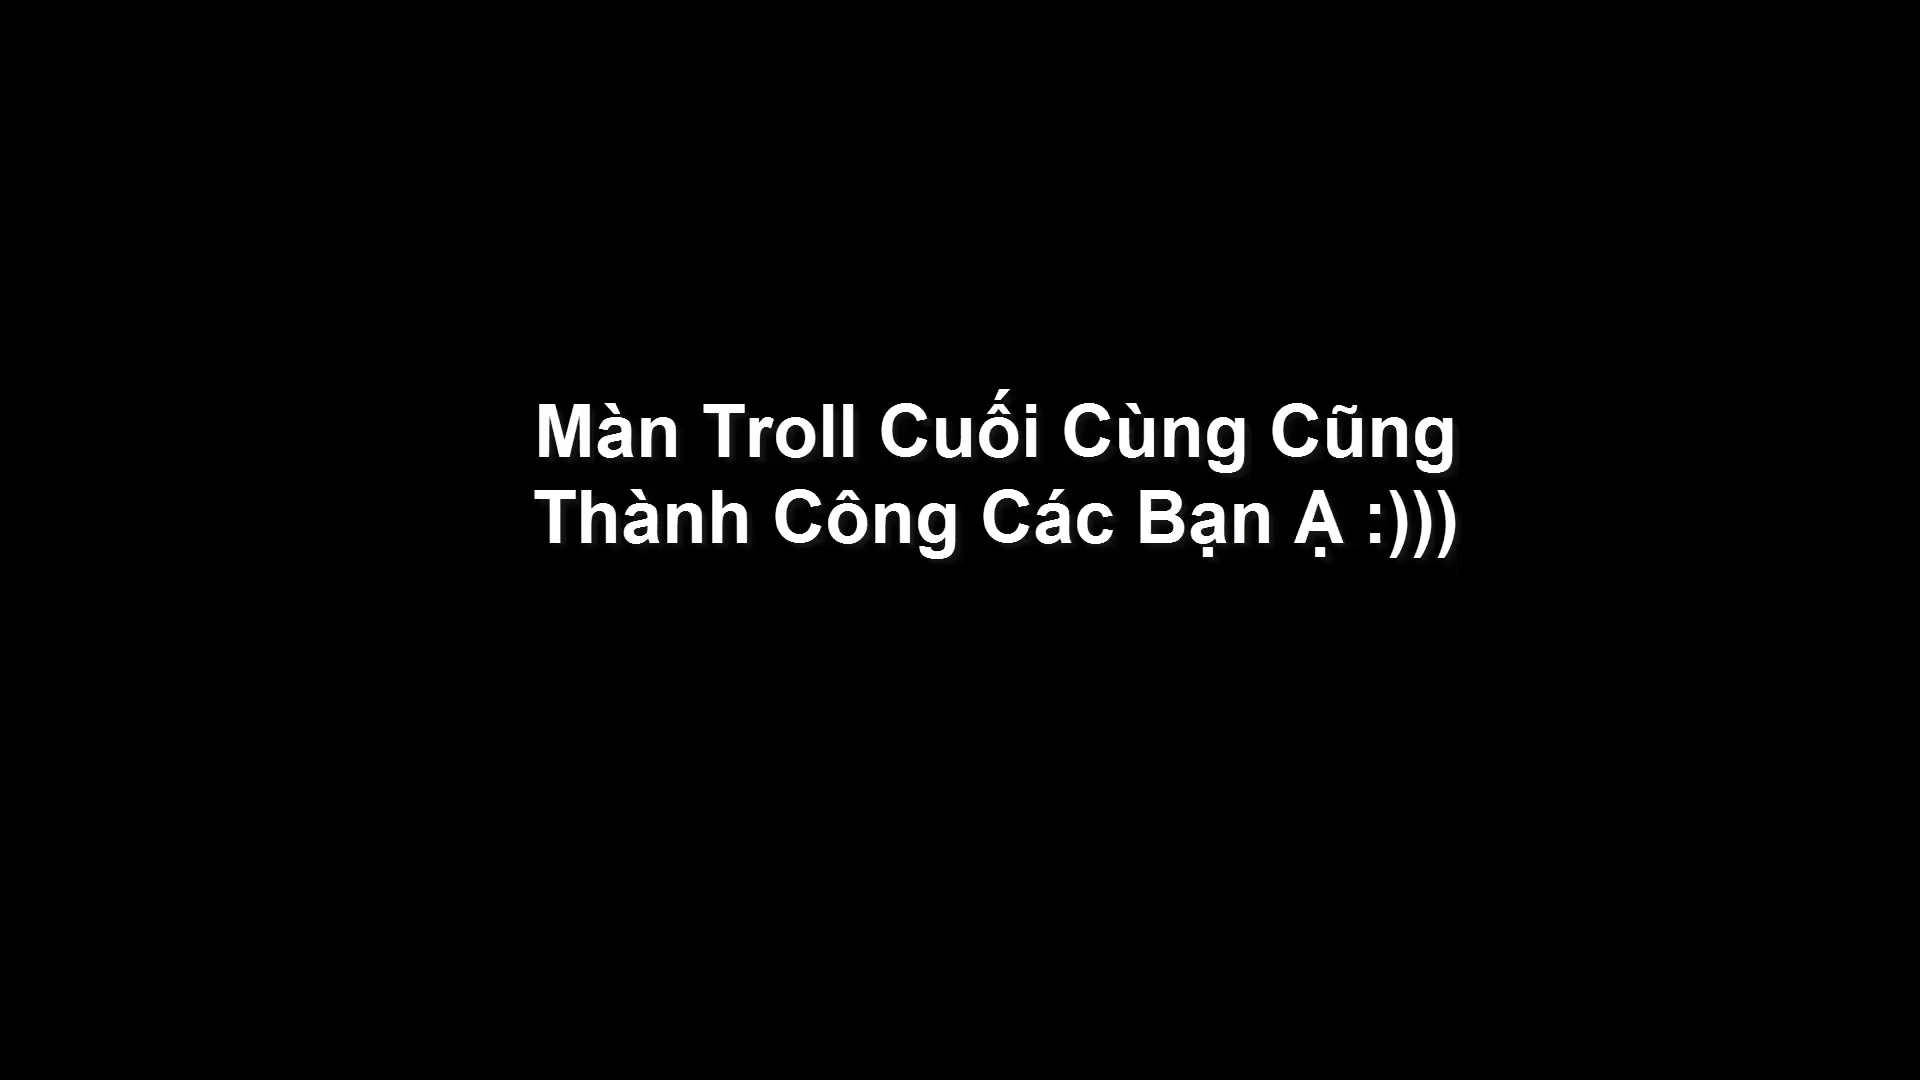 Màn Troll Cuối Cùng Cũng
Thành Công Các Bạn Ạ :)))